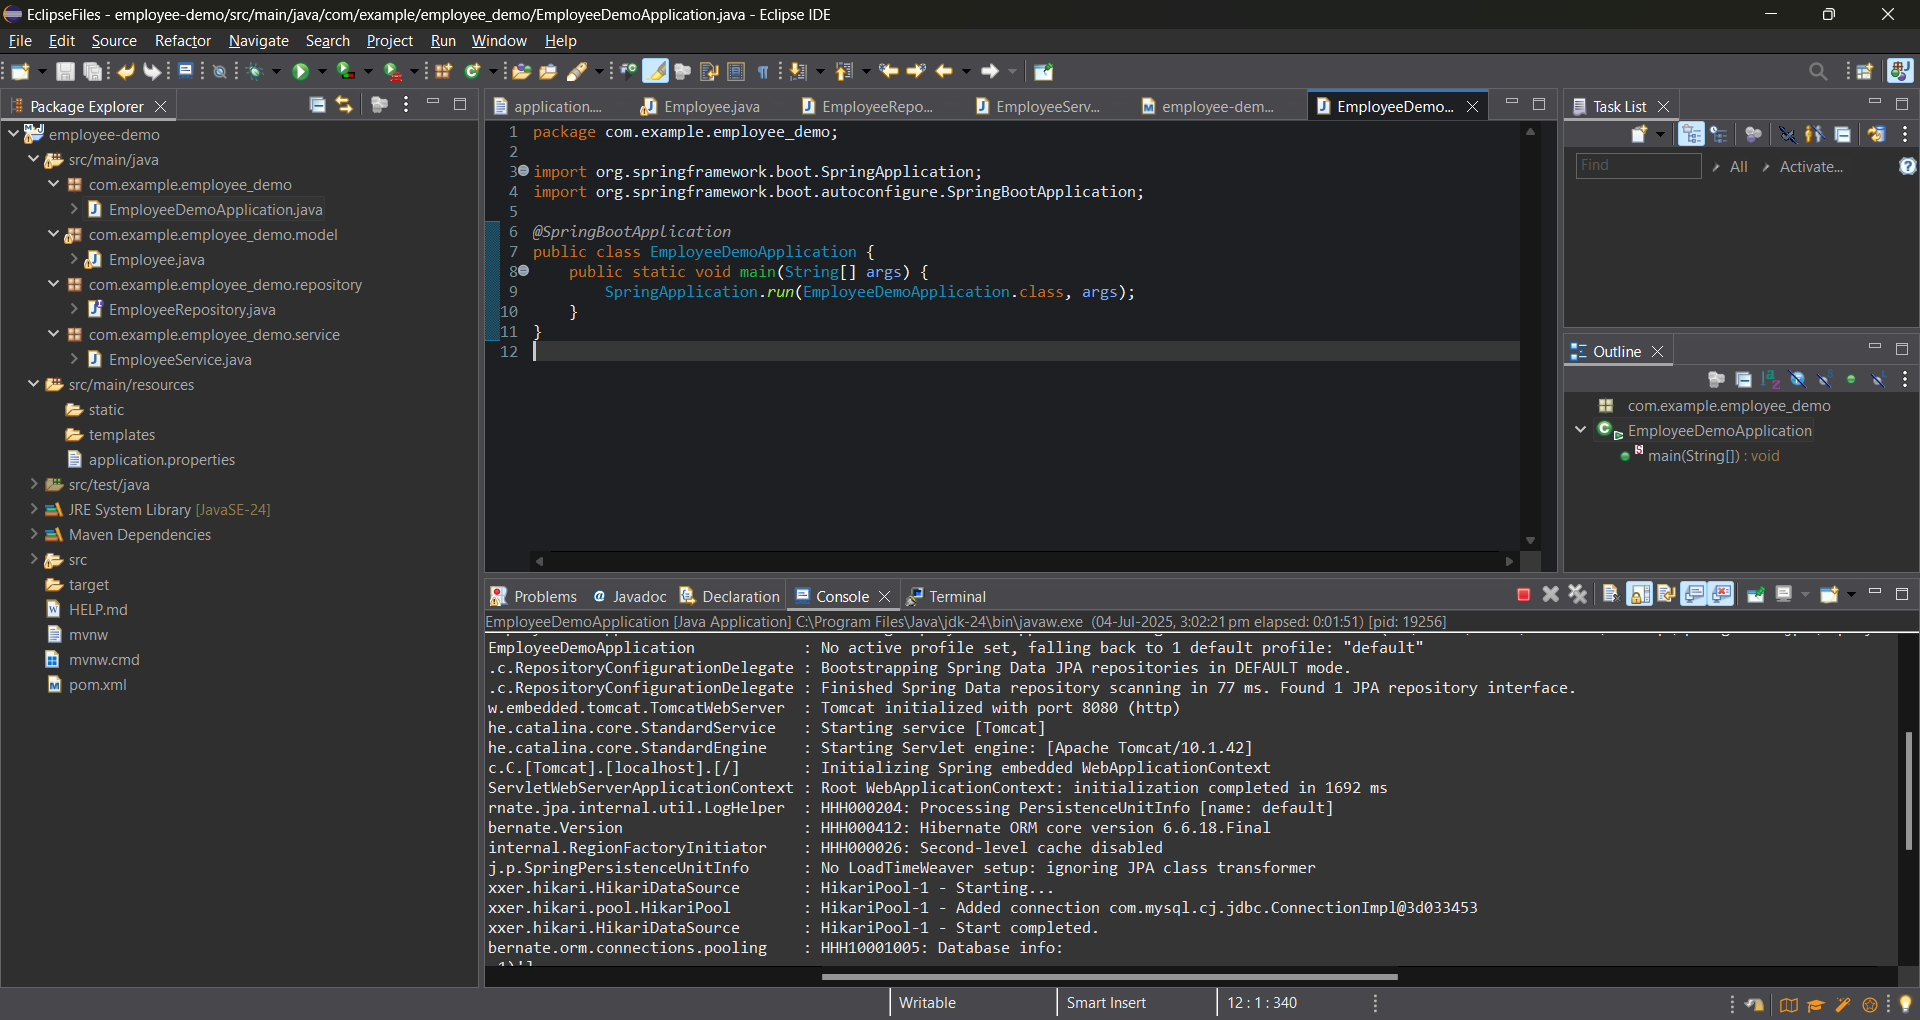 EclipseFiles - employee-demo/src/main/java/com/example/employee_demo/EmployeeDemoApplication.java - Eclipse IDE
File Edit Source Refactor Navigate Search Project Run Window Help
Package Explorer
employee-demo
src/main/java
com.example.employee_demo
EmployeeDemoApplication.java
com.example.employee_demo.model
Employee.java
com.example.employee_demo.repository
EmployeeRepository.java
com.example.employee_demo.service
EmployeeService.java
src/main/resources
static
templates
application.properties
src/test/java
JRE System Library [JavaSE-24]
Maven Dependencies
src
target
HELP.md
mvnw
mvnw.cmd
pom.xml
application.... Employee.java EmployeeRepo... EmployeeServ... employee-dem... EmployeeDemo...
1 package com.example.employee_demo;
2
3 import org.springframework.boot.SpringApplication;
4 import org.springframework.boot.autoconfigure.SpringBootApplication;
5
6 @SpringBootApplication
7 public class EmployeeDemoApplication {
8 public static void main(String[] args) {
9 SpringApplication.run(EmployeeDemoApplication.class, args);
10 }
11 }
12
Task List
Find All Activate...
Outline
com.example.employee_demo
EmployeeDemoApplication
main(String[]) : void
Problems Javadoc Declaration Console Terminal
EmployeeDemoApplication [Java Application] C:\Program Files\Java\jdk-24\bin\javaw.exe (04-Jul-2025, 3:02:21 pm elapsed: 0:01:51) [pid: 19256]
EmployeeDemoApplication : No active profile set, falling back to 1 default profile: "default"
.c.RepositoryConfigurationDelegate : Bootstrapping Spring Data JPA repositories in DEFAULT mode.
.c.RepositoryConfigurationDelegate : Finished Spring Data repository scanning in 77 ms. Found 1 JPA repository interface.
w.embedded.tomcat.TomcatWebServer : Tomcat initialized with port 8080 (http)
he.catalina.core.StandardService : Starting service [Tomcat]
he.catalina.core.StandardEngine : Starting Servlet engine: [Apache Tomcat/10.1.42]
c.C.[Tomcat].[localhost].[/] : Initializing Spring embedded WebApplicationContext
ServletWebServerApplicationContext : Root WebApplicationContext: initialization completed in 1692 ms
rnate.jpa.internal.util.LogHelper : HHH000204: Processing PersistenceUnitInfo [name: default]
bernate.Version : HHH000412: Hibernate ORM core version 6.6.18.Final
internal.RegionFactoryInitiator : HHH000026: Second-level cache disabled
j.p.SpringPersistenceUnitInfo : No LoadTimeWeaver setup: ignoring JPA class transformer
xxer.hikari.HikariDataSource : HikariPool-1 - Starting...
xxer.hikari.pool.HikariPool : HikariPool-1 - Added connection com.mysql.cj.jdbc.ConnectionImpl@3d033453
xxer.hikari.HikariDataSource : HikariPool-1 - Start completed.
bernate.orm.connections.pooling : HHH10001005: Database info:
Writable Smart Insert 12 : 1 : 340